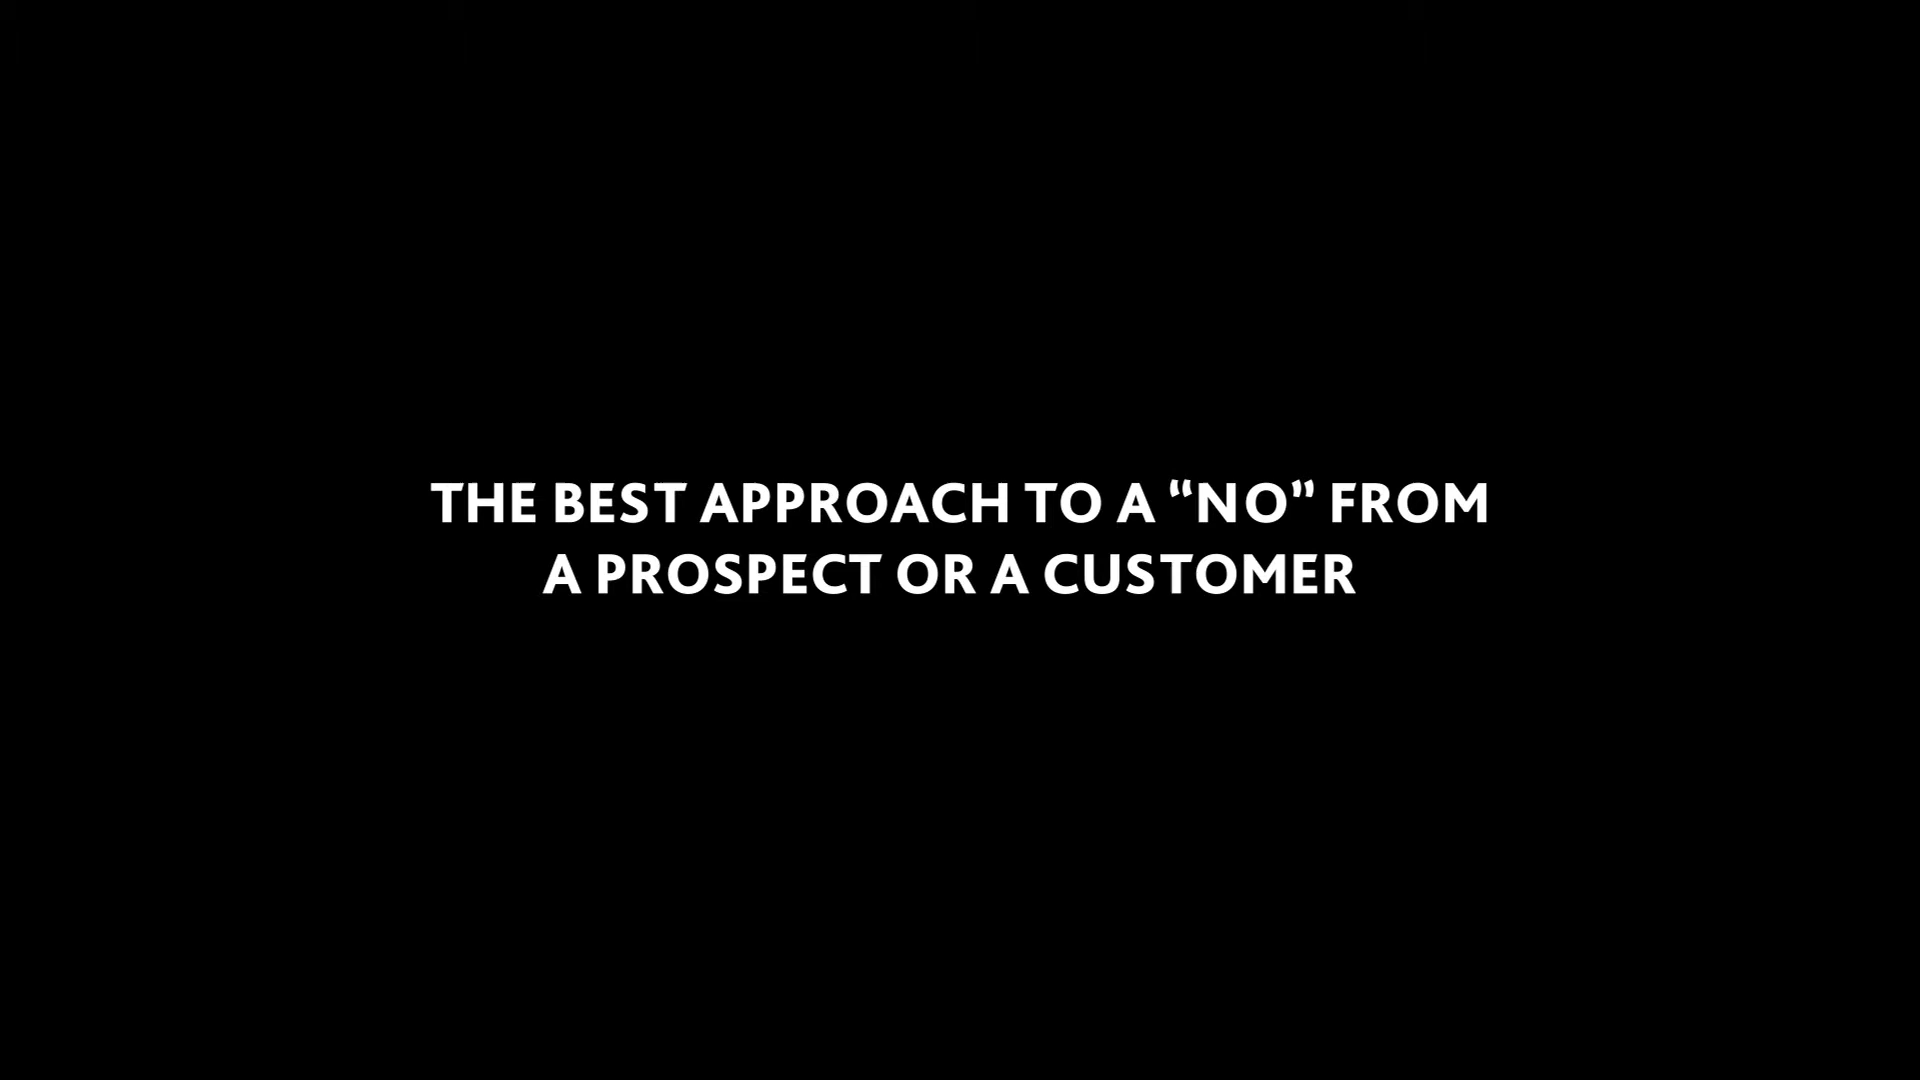 THE BEST APPROACH TO A “NO” FROM
A PROSPECT OR A CUSTOMER